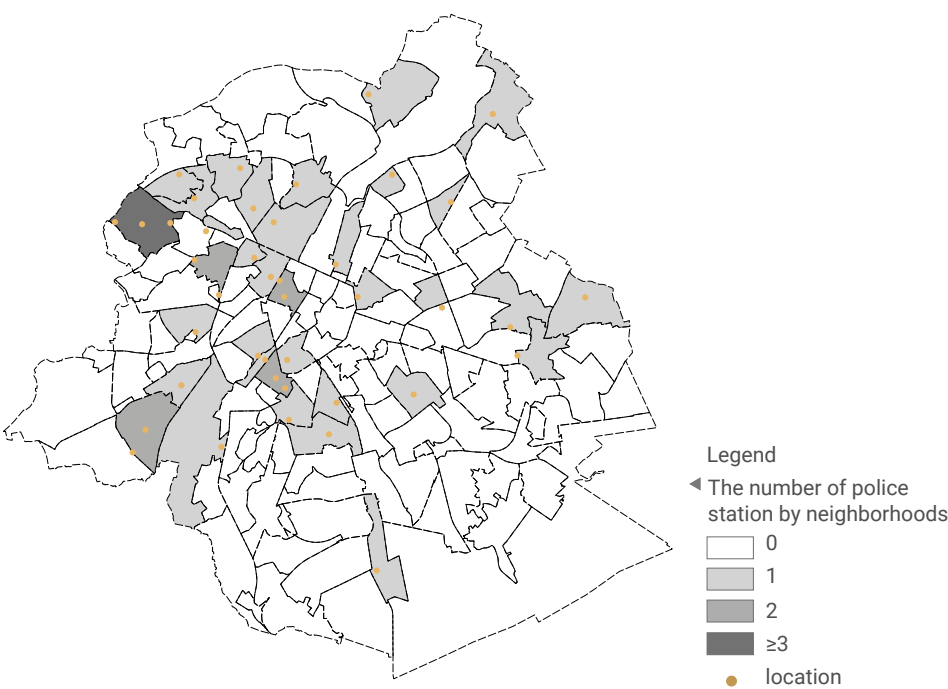 Legend
The number of police
station by neighborhoods
0
1
2
≥3
location